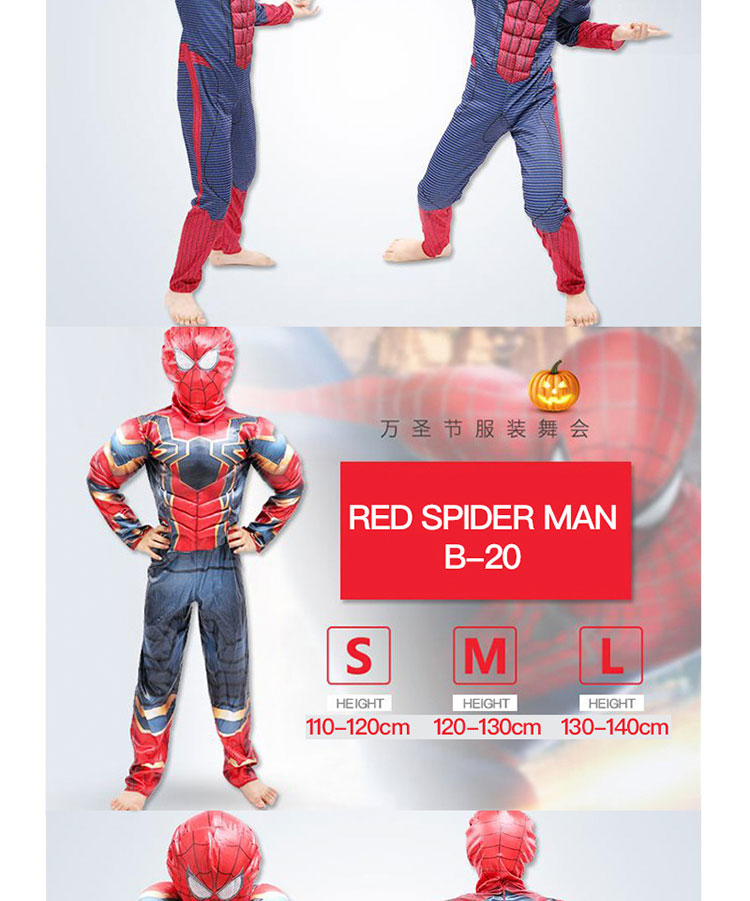 万圣节服装舞会
RED SPIDER MAN
B-20
S M L
HEIGHT HEIGHT HEIGHT
110-120cm 120-130cm 130-140cm